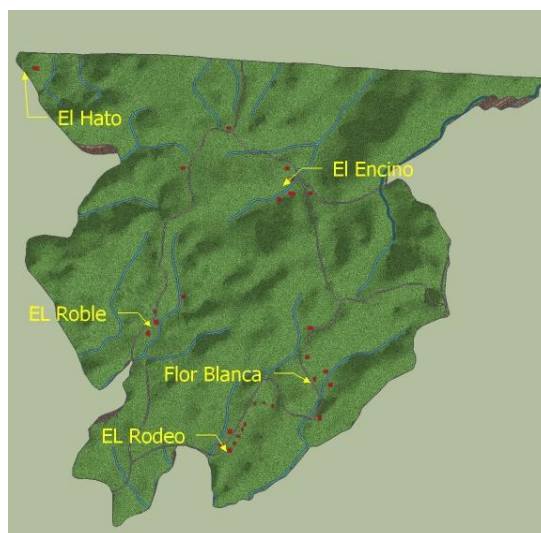 El Hato
El Encino
EL Roble
Flor Blanca
EL Rodeo